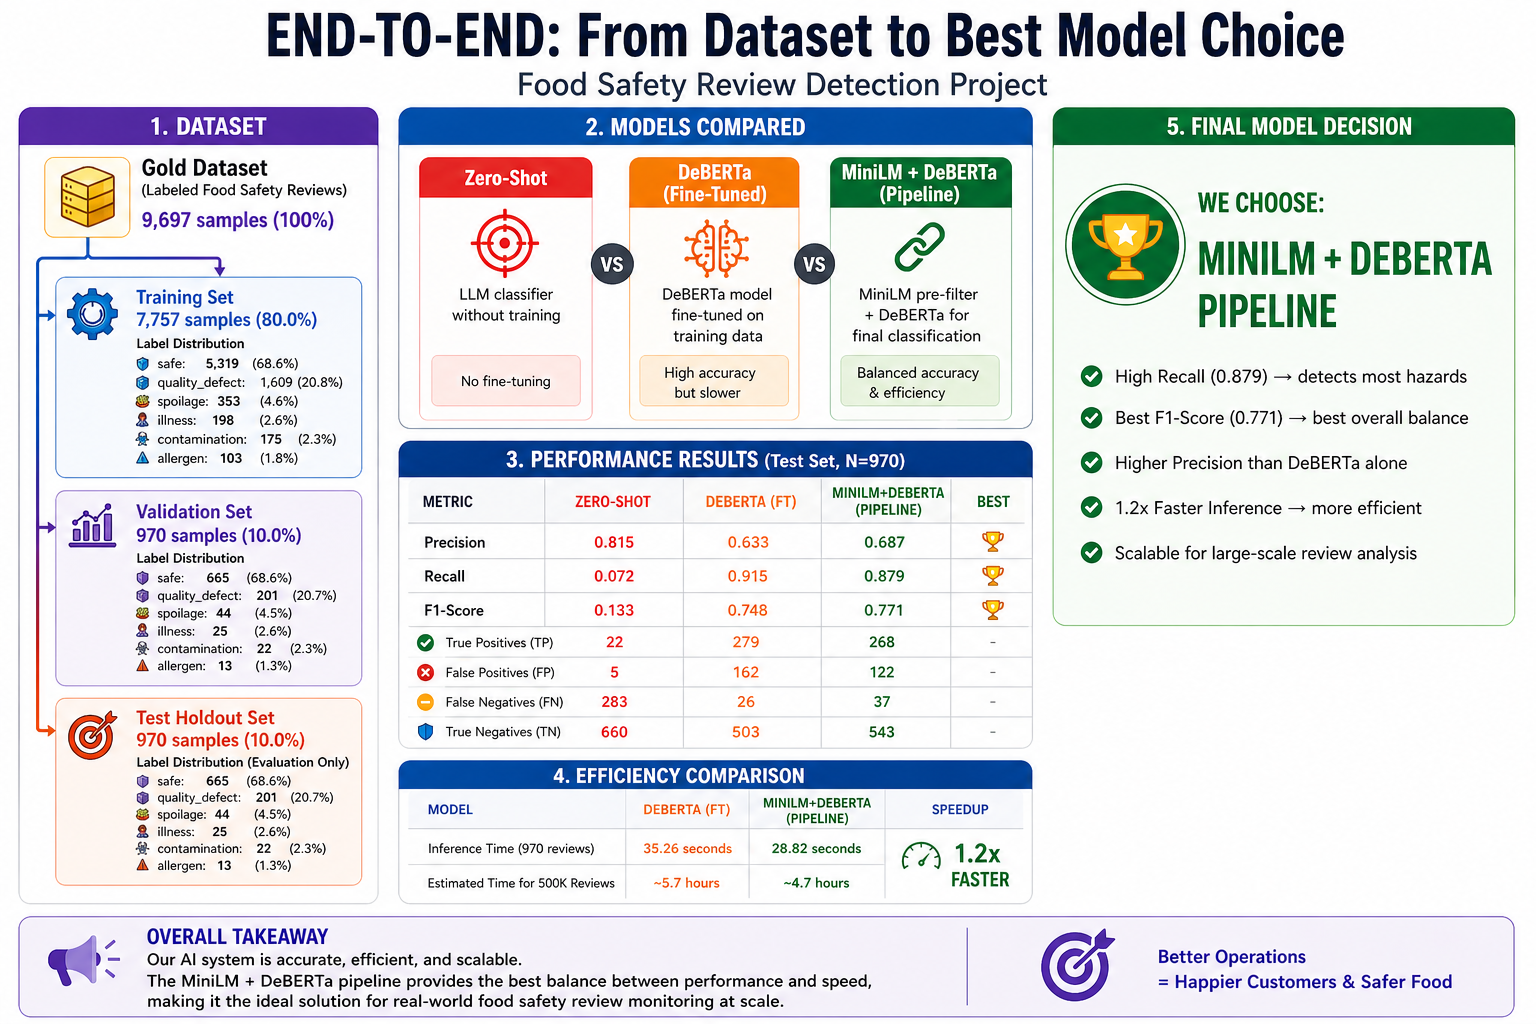 END-TO-END: From Dataset to Best Model Choice
Food Safety Review Detection Project
1. DATASET
Gold Dataset
(Labeled Food Safety Reviews)
9,697 samples (100%)
Training Set
7,757 samples (80.0%)
Label Distribution
safe: 5,319 (68.6%)
quality_defect: 1,609 (20.8%)
spoilage: 353 (4.6%)
illness: 198 (2.6%)
contamination: 175 (2.3%)
allergen: 103 (1.8%)
Validation Set
970 samples (10.0%)
Label Distribution
safe: 665 (68.6%)
quality_defect: 201 (20.7%)
spoilage: 44 (4.5%)
illness: 25 (2.6%)
contamination: 22 (2.3%)
allergen: 13 (1.3%)
Test Holdout Set
970 samples (10.0%)
Label Distribution (Evaluation Only)
safe: 665 (68.6%)
quality_defect: 201 (20.7%)
spoilage: 44 (4.5%)
illness: 25 (2.6%)
contamination: 22 (2.3%)
allergen: 13 (1.3%)
2. MODELS COMPARED
Zero-Shot
LLM classifier
without training
No fine-tuning
VS
DeBERTa
(Fine-Tuned)
DeBERTa model
fine-tuned on
training data
High accuracy
but slower
VS
MiniLM + DeBERTa
(Pipeline)
MiniLM pre-filter
+ DeBERTa for
final classification
Balanced accuracy
& efficiency
3. PERFORMANCE RESULTS (Test Set, N=970)
METRIC ZERO-SHOT DEBERTA (FT) MINILM+DEBERTA (PIPELINE) BEST
Precision 0.815 0.633 0.687
Recall 0.072 0.915 0.879
F1-Score 0.133 0.748 0.771
True Positives (TP) 22 279 268 -
False Positives (FP) 5 162 122 -
False Negatives (FN) 283 26 37 -
True Negatives (TN) 660 503 543 -
4. EFFICIENCY COMPARISON
MODEL DEBERTA (FT) MINILM+DEBERTA (PIPELINE) SPEEDUP
Inference Time (970 reviews) 35.26 seconds 28.82 seconds
Estimated Time for 500K Reviews ~5.7 hours ~4.7 hours
1.2x
FASTER
5. FINAL MODEL DECISION
WE CHOOSE:
MINILM + DEBERTA
PIPELINE
High Recall (0.879) → detects most hazards
Best F1-Score (0.771) → best overall balance
Higher Precision than DeBERTa alone
1.2x Faster Inference → more efficient
Scalable for large-scale review analysis
OVERALL TAKEAWAY
Our AI system is accurate, efficient, and scalable.
The MiniLM + DeBERTa pipeline provides the best balance between performance and speed,
making it the ideal solution for real-world food safety review monitoring at scale.
Better Operations
= Happier Customers & Safer Food